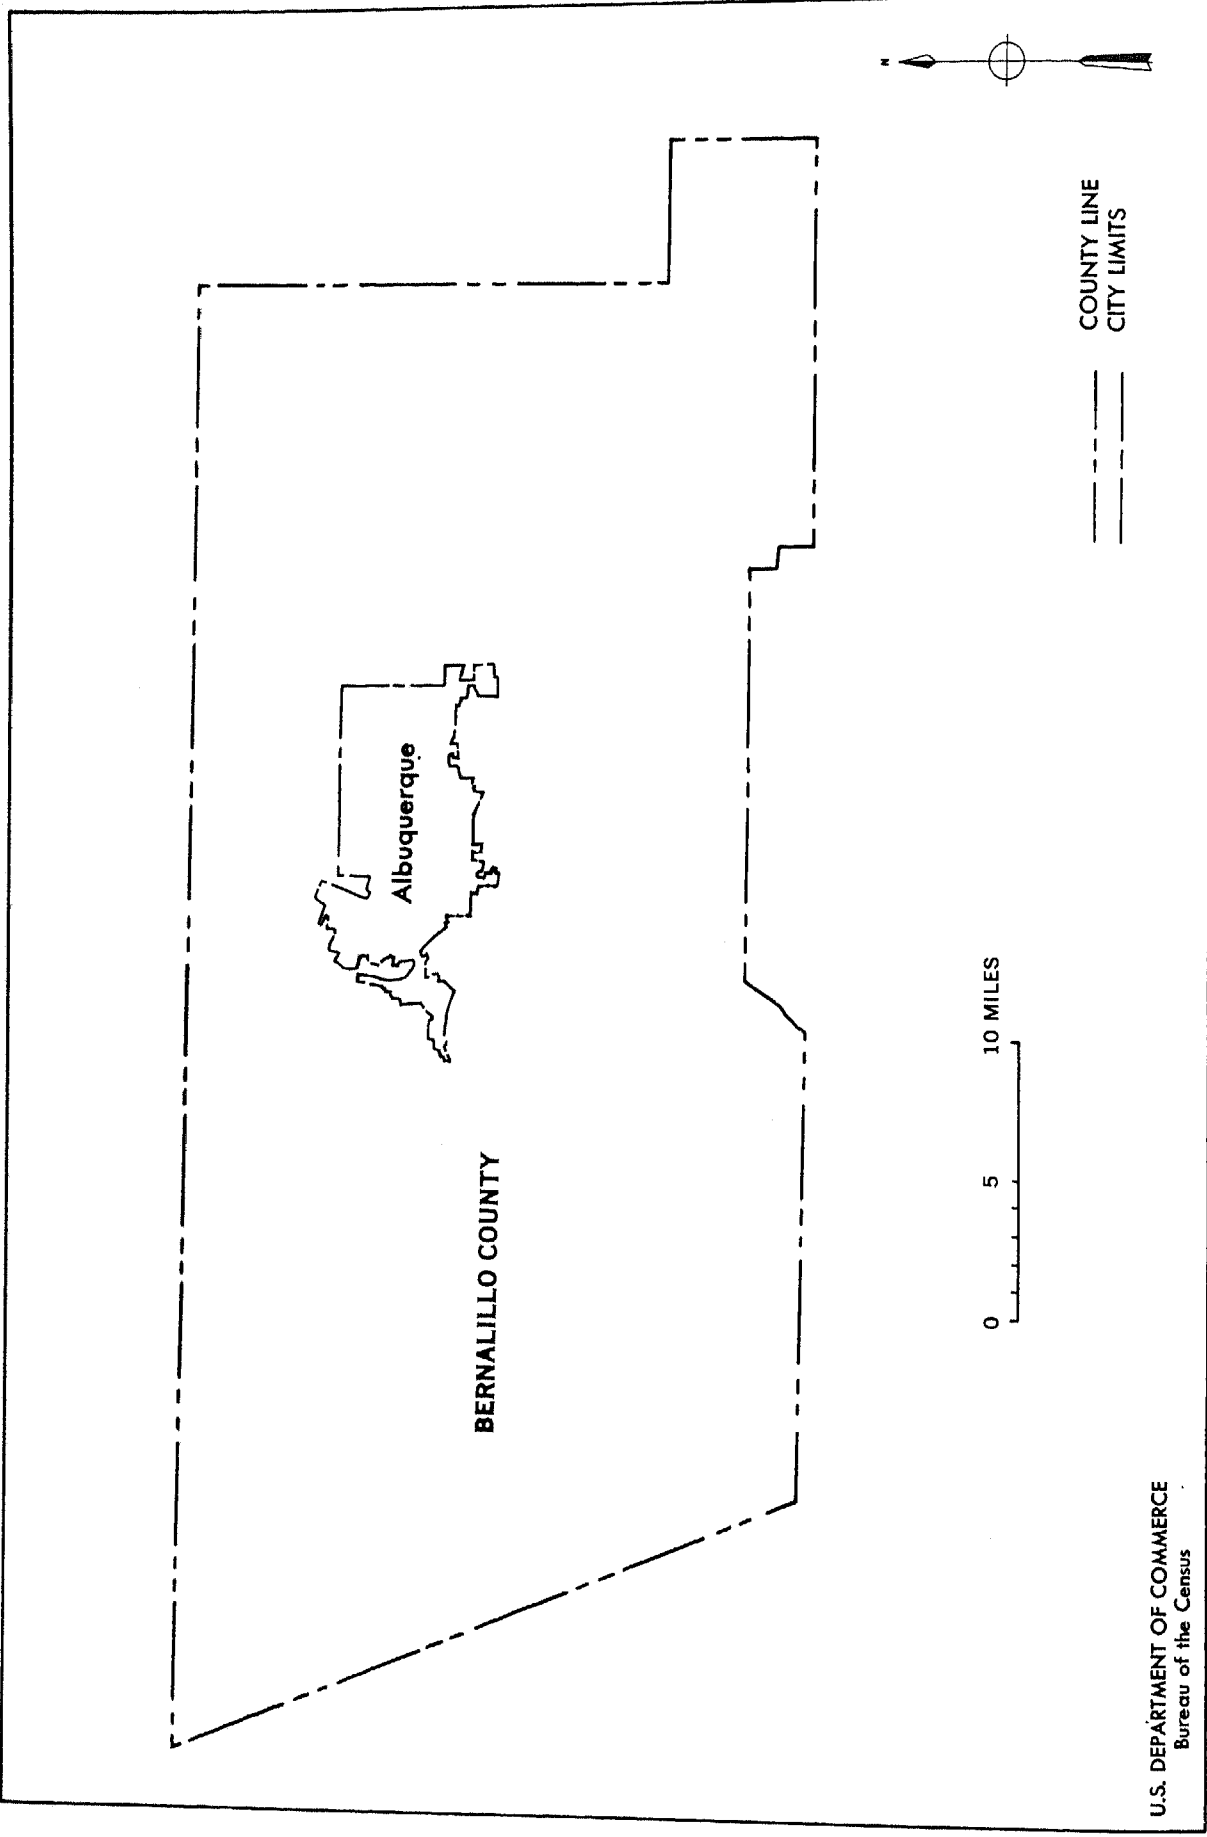 N
Albuquerque
BERNALILLO COUNTY
0 5 10 MILES
COUNTY LINE
CITY LIMITS
U.S. DEPARTMENT OF COMMERCE
Bureau of the Census